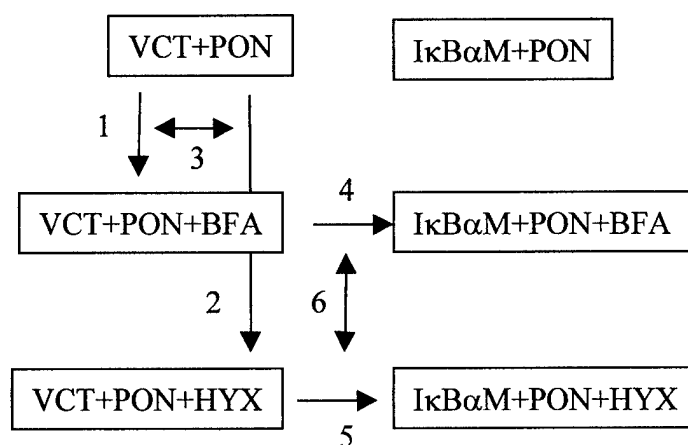 VCT+PON IκBαM+PON
1
3
VCT+PON+BFA 4 IκBαM+PON+BFA
2 6
VCT+PON+HYX IκBαM+PON+HYX
5